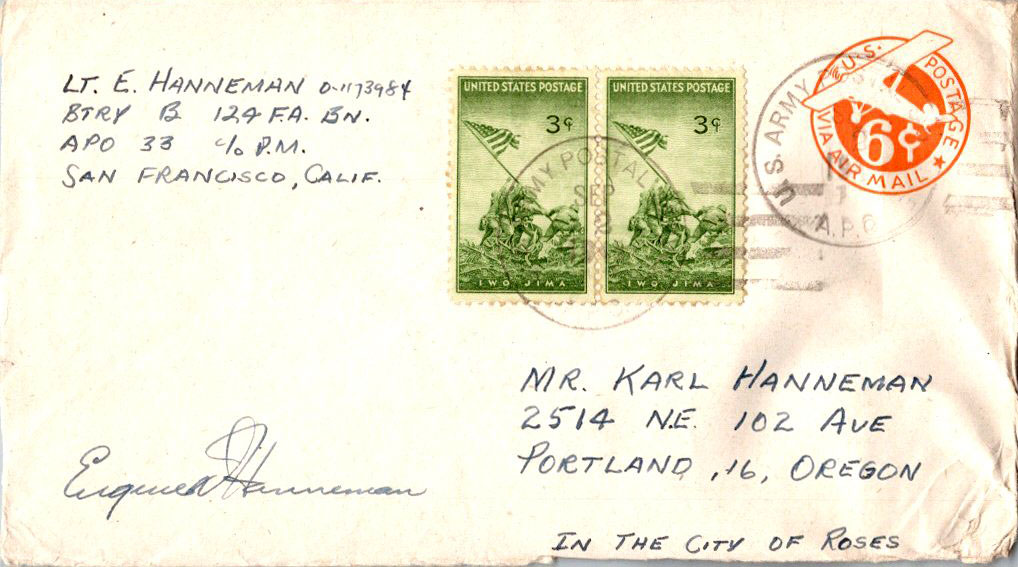 LT. E. HANNEMAN O-1173984
BTRY B 124 F.A. BN.
APO 33 c/o P.M.
SAN FRANCISCO, CALIF.
UNITED STATES POSTAGE
3¢
IWO JIMA
UNITED STATES POSTAGE
3¢
IWO JIMA
ARMY POSTAL
SEP
U.S. ARMY
A.P.O.
U.S. POSTAGE
6¢
VIA AIR MAIL
MR. KARL HANNEMAN
2514 N.E. 102 AVE
PORTLAND, 16, OREGON
Hanneman
IN THE CITY OF ROSES